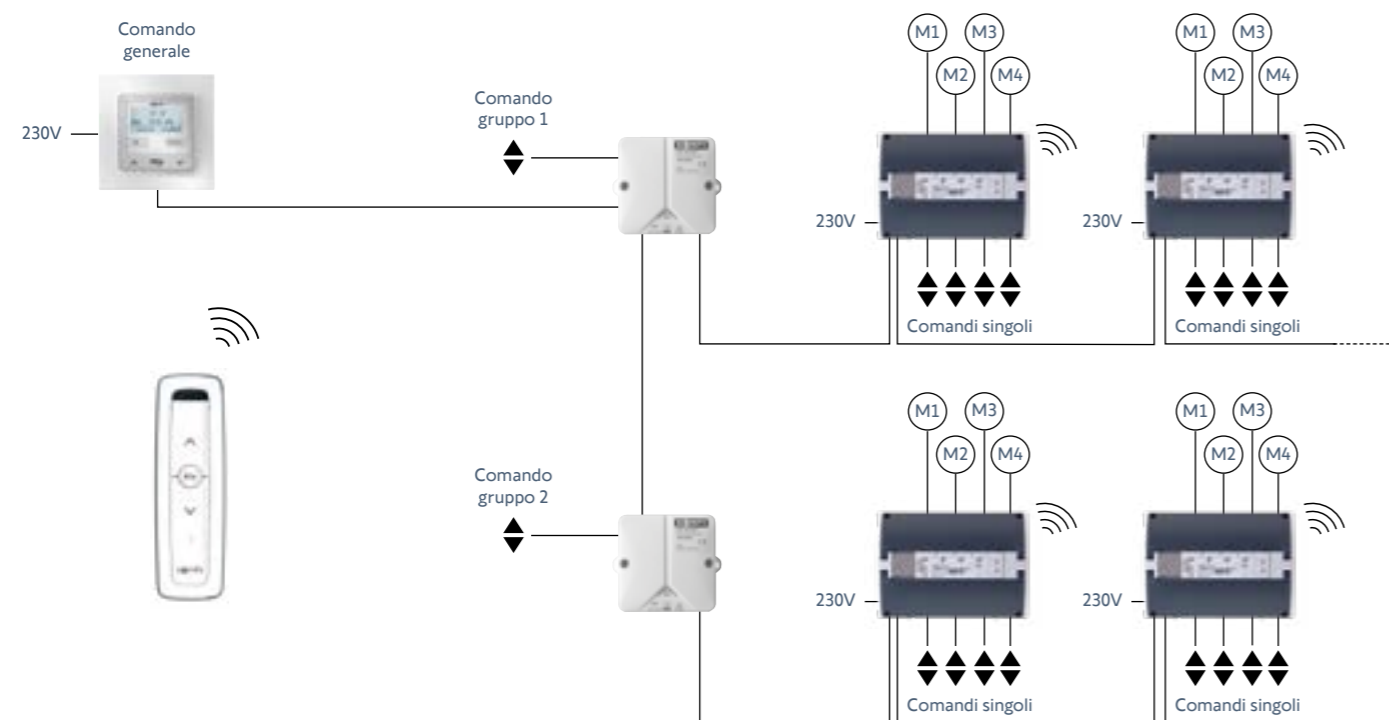 Comando
generale
230V
Comando
gruppo 1
M1
M3
M2
M4
230V
Comandi singoli
M1
M3
M2
M4
230V
Comandi singoli
Comando
gruppo 2
M1
M3
M2
M4
230V
Comandi singoli
M1
M3
M2
M4
230V
Comandi singoli